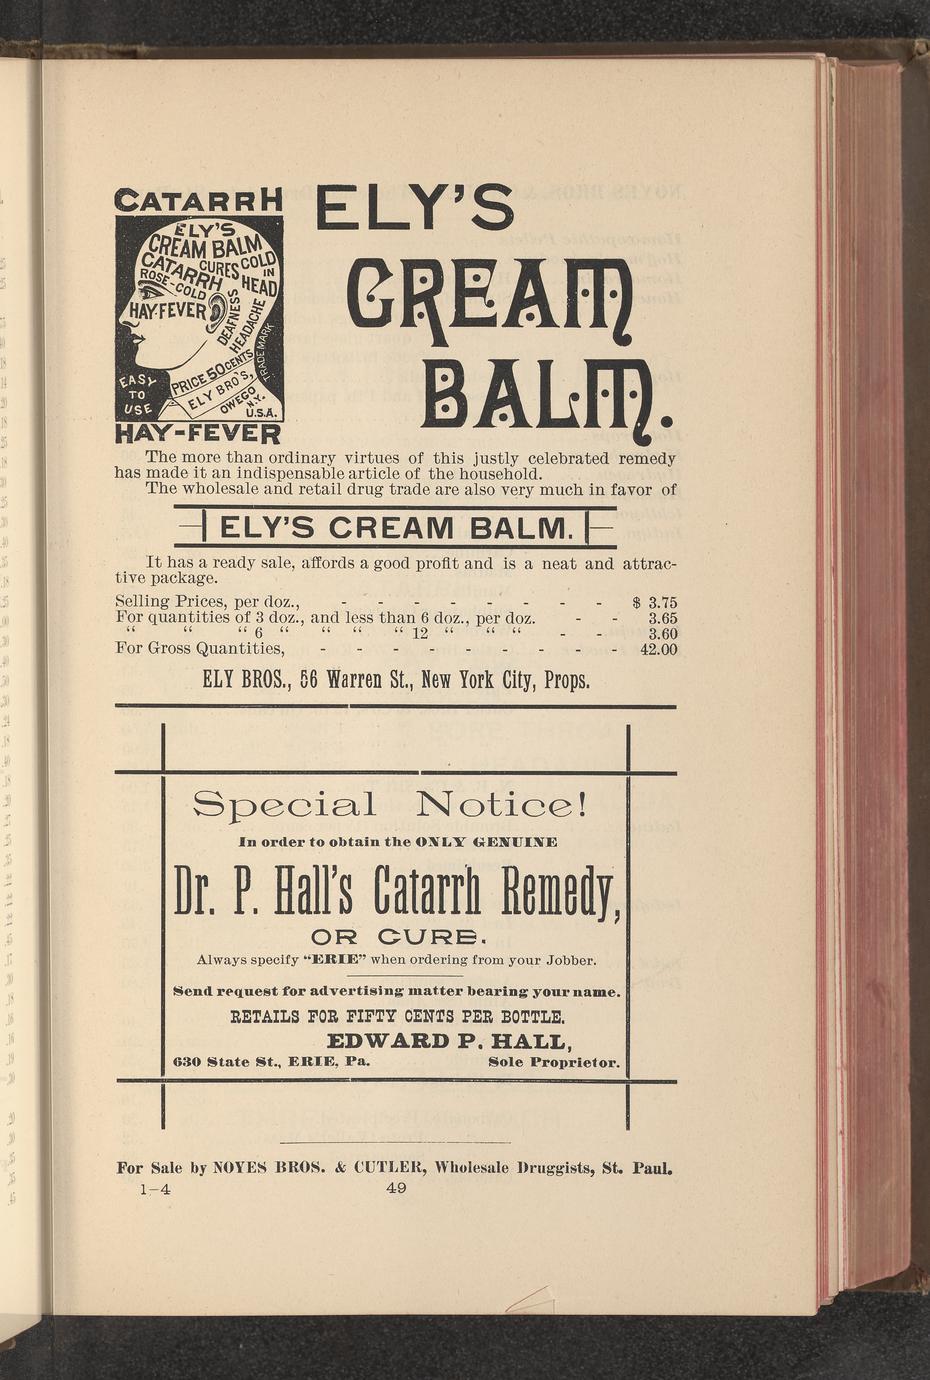 CATARRH
ELY'S
CREAM BALM
CURES COLD
IN
HEAD
CATARRH
ROSE-COLD
HAY-FEVER
DEAFNESS
HEADACHE
TRADE MARK
EASY
TO
USE
PRICE 50 CENTS
ELY BRO'S,
OWEGO
N.Y.
U.S.A.
HAY-FEVER
ELY'S
CREAM
BALM.
The more than ordinary virtues of this justly celebrated remedy
has made it an indispensable article of the household.
The wholesale and retail drug trade are also very much in favor of
ELY'S CREAM BALM.
It has a ready sale, affords a good profit and is a neat and attrac-
tive package.
Selling Prices, per doz., - - - - - - - - $ 3.75
For quantities of 3 doz., and less than 6 doz., per doz. - - 3.65
" " " 6 " " " " 12 " " " - - 3.60
For Gross Quantities, - - - - - - - - - 42.00
ELY BROS., 56 Warren St., New York City, Props.
Special Notice!
In order to obtain the ONLY GENUINE
Dr. P. Hall's Catarrh Remedy,
OR CURE.
Always specify "ERIE" when ordering from your Jobber.
Send request for advertising matter bearing your name.
RETAILS FOR FIFTY CENTS PER BOTTLE.
EDWARD P. HALL,
630 State St., ERIE, Pa. Sole Proprietor.
For Sale by NOYES BROS. & CUTLER, Wholesale Druggists, St. Paul.
1-4 49